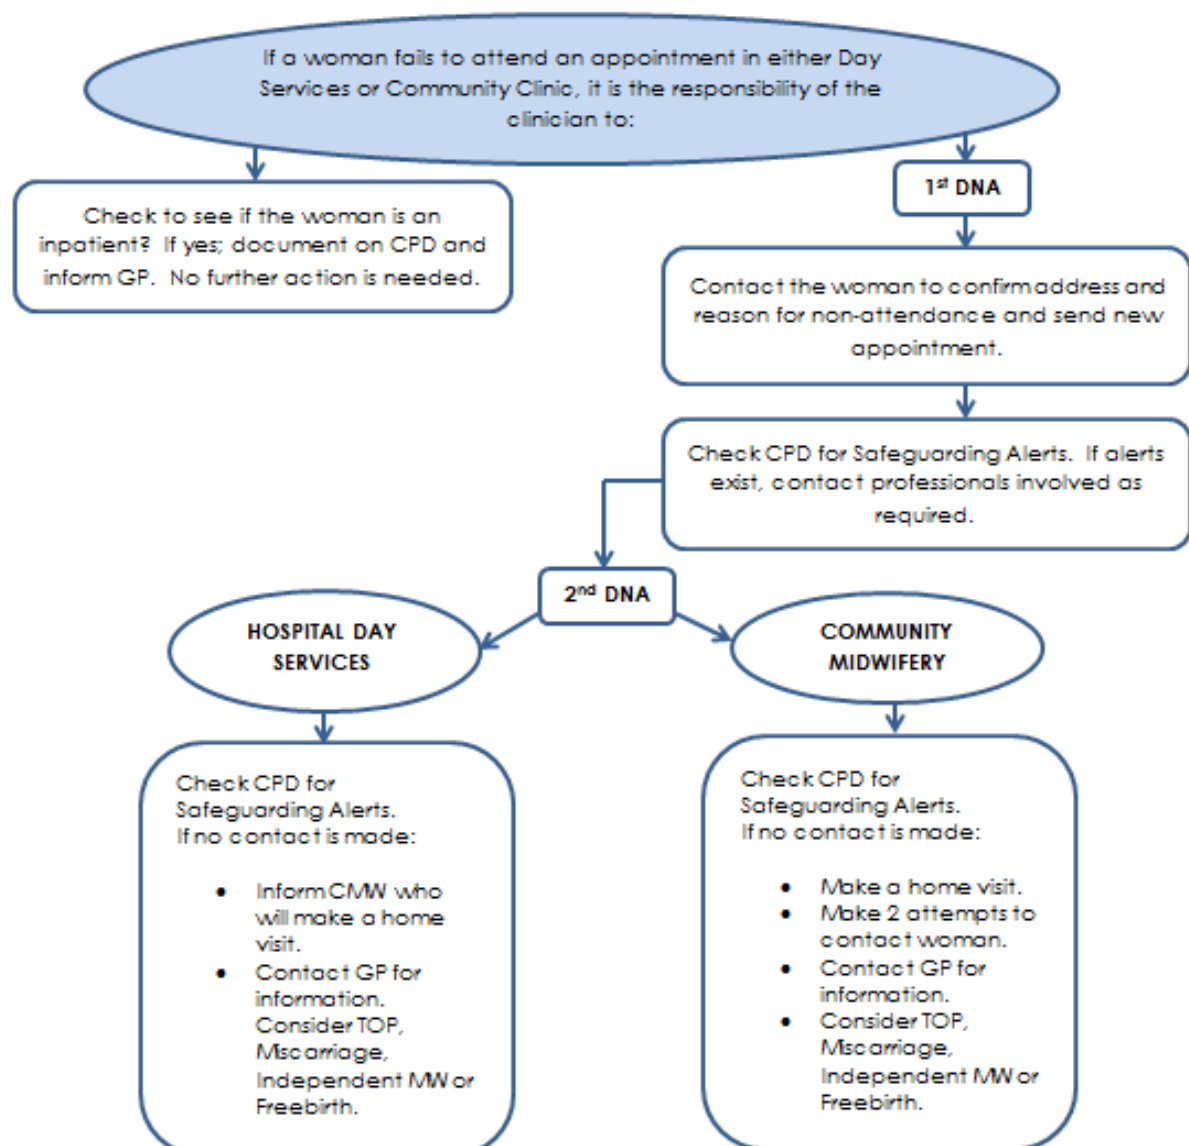 If a woman fails to attend an appointment in either Day
Services or Community Clinic, it is the responsibility of the
clinician to:
1st DNA
Check to see if the woman is an
inpatient? If yes; document on CPD and
inform GP. No further action is needed.
Contact the woman to confirm address and
reason for non-attendance and send new
appointment.
Check CPD for Safeguarding Alerts. If alerts
exist, contact professionals involved as
required.
2nd DNA
HOSPITAL DAY
SERVICES
COMMUNITY
MIDWIFERY
Check CPD for
Safeguarding Alerts.
If no contact is made:
• Inform CMW who
will make a home
visit.
• Contact GP for
information.
Consider TOP,
Miscarriage,
Independent MW or
Freebirth.
Check CPD for
Safeguarding Alerts.
If no contact is made:
• Make a home visit.
• Make 2 attempts to
contact woman.
• Contact GP for
information.
• Consider TOP,
Miscarriage,
Independent MW or
Freebirth.